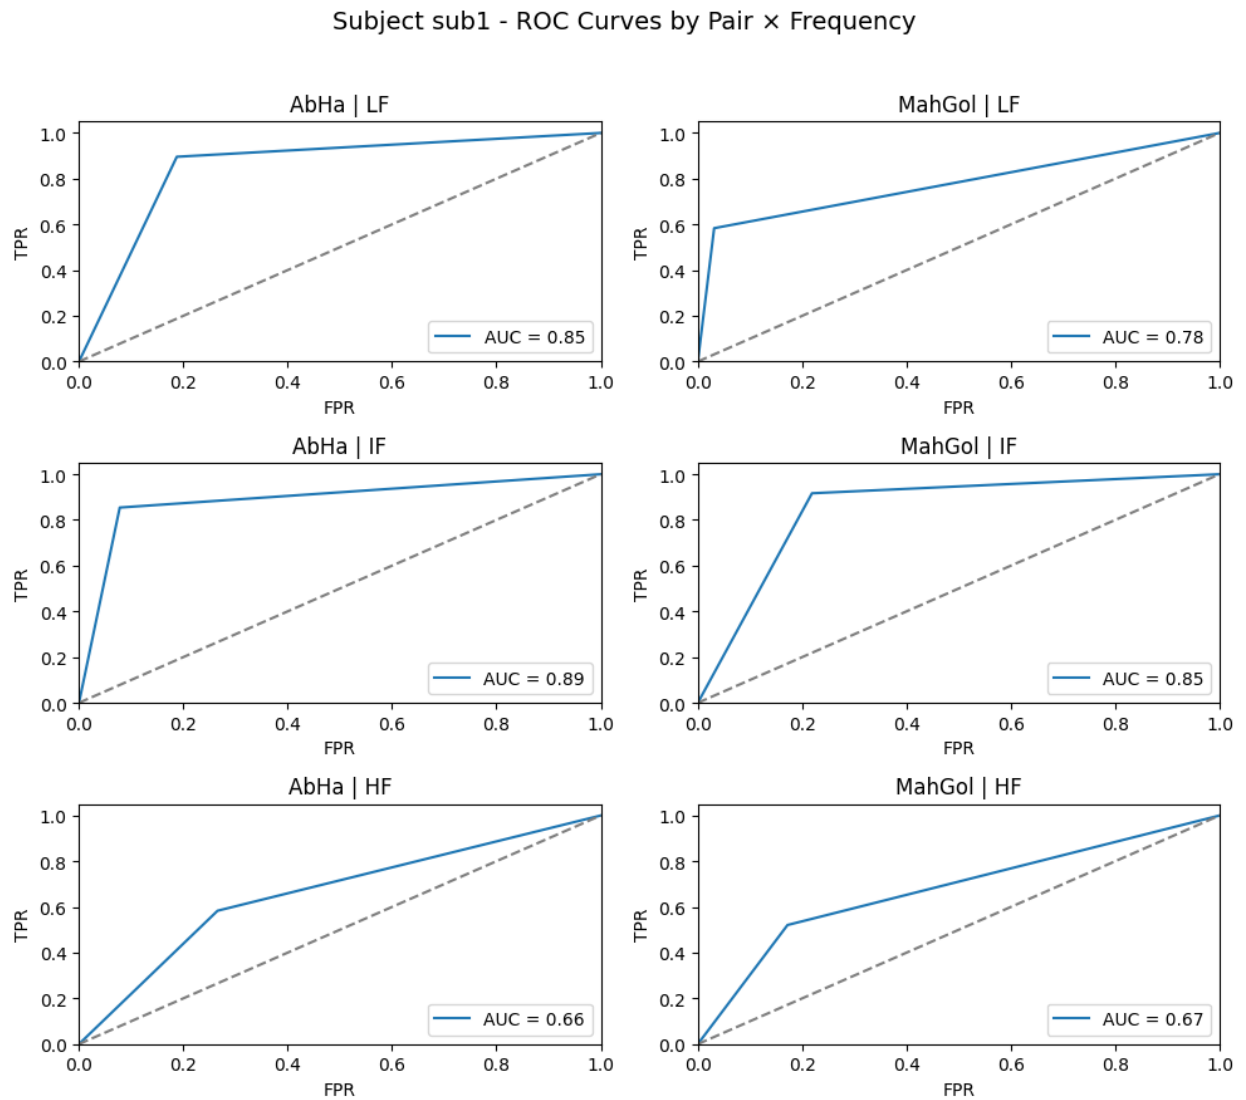 Subject sub1 - ROC Curves by Pair × Frequency
AbHa | LF
1.0
0.8
0.6
0.4
0.2
0.0
TPR
AUC = 0.85
0.0 0.2 0.4 0.6 0.8 1.0
FPR
MahGol | LF
1.0
0.8
0.6
0.4
0.2
0.0
TPR
AUC = 0.78
0.0 0.2 0.4 0.6 0.8 1.0
FPR
AbHa | IF
1.0
0.8
0.6
0.4
0.2
0.0
TPR
AUC = 0.89
0.0 0.2 0.4 0.6 0.8 1.0
FPR
MahGol | IF
1.0
0.8
0.6
0.4
0.2
0.0
TPR
AUC = 0.85
0.0 0.2 0.4 0.6 0.8 1.0
FPR
AbHa | HF
1.0
0.8
0.6
0.4
0.2
0.0
TPR
AUC = 0.66
0.0 0.2 0.4 0.6 0.8 1.0
FPR
MahGol | HF
1.0
0.8
0.6
0.4
0.2
0.0
TPR
AUC = 0.67
0.0 0.2 0.4 0.6 0.8 1.0
FPR